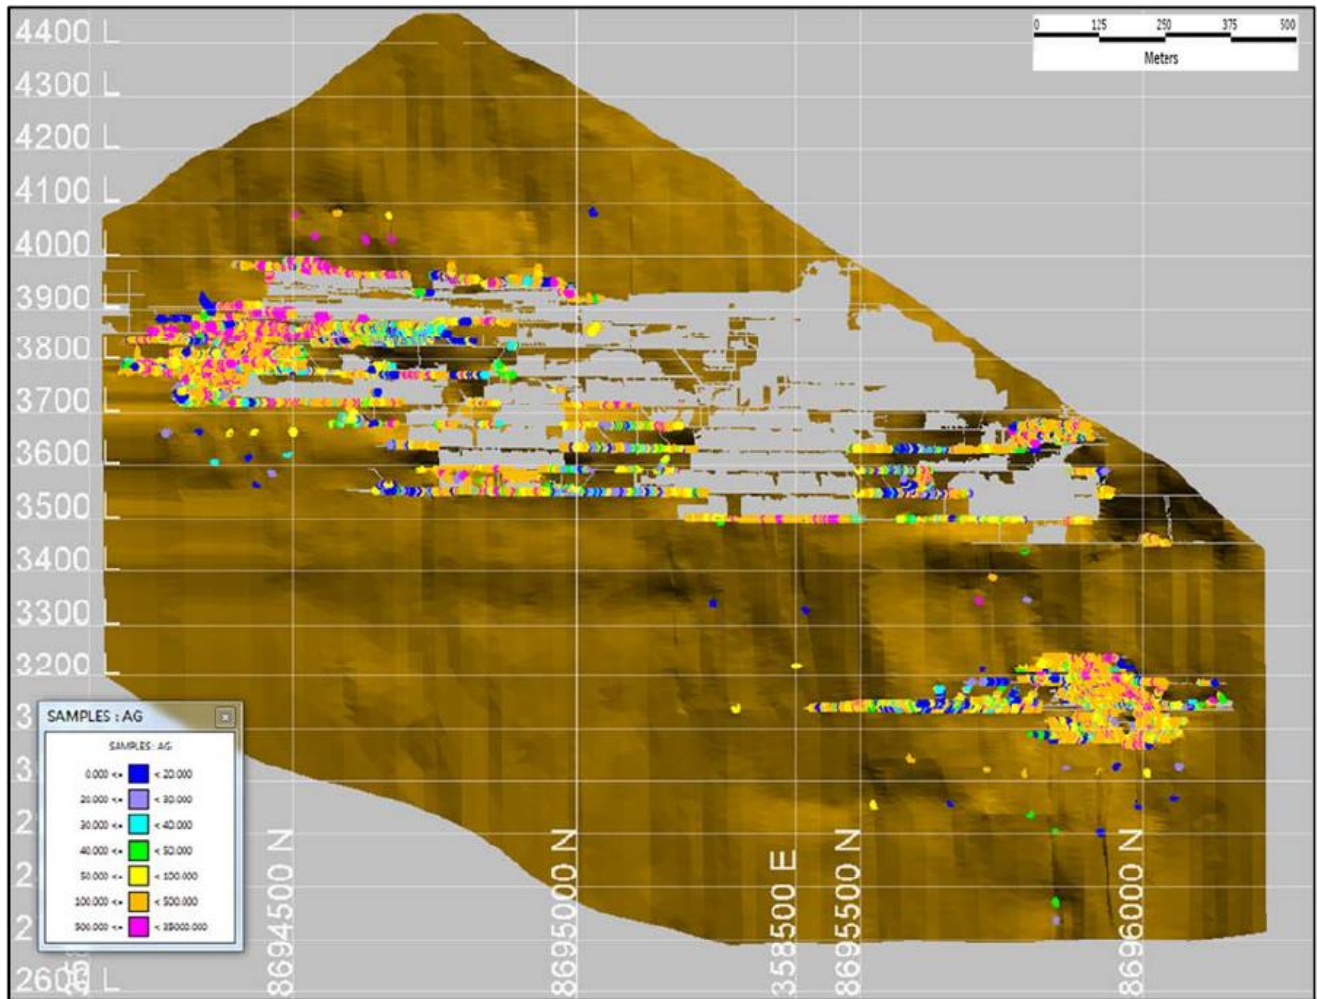 4400 L
0 125 250 375 500
Meters
4300 L
4200 L
4100 L
4000 L
3900 L
3800 L
3700 L
3600 L
3500 L
3400 L
3300 L
3200 L
SAMPLES : AG
SAMPLES: AG
0.000 <= < 20.000
20.000 <= < 30.000
30.000 <= < 40.000
40.000 <= < 50.000
50.000 <= < 100.000
100.000 <= < 500.000
< 35000.000
8694500 N
8695000 N
358500 E
8695500 N
8696000 N
2600 L